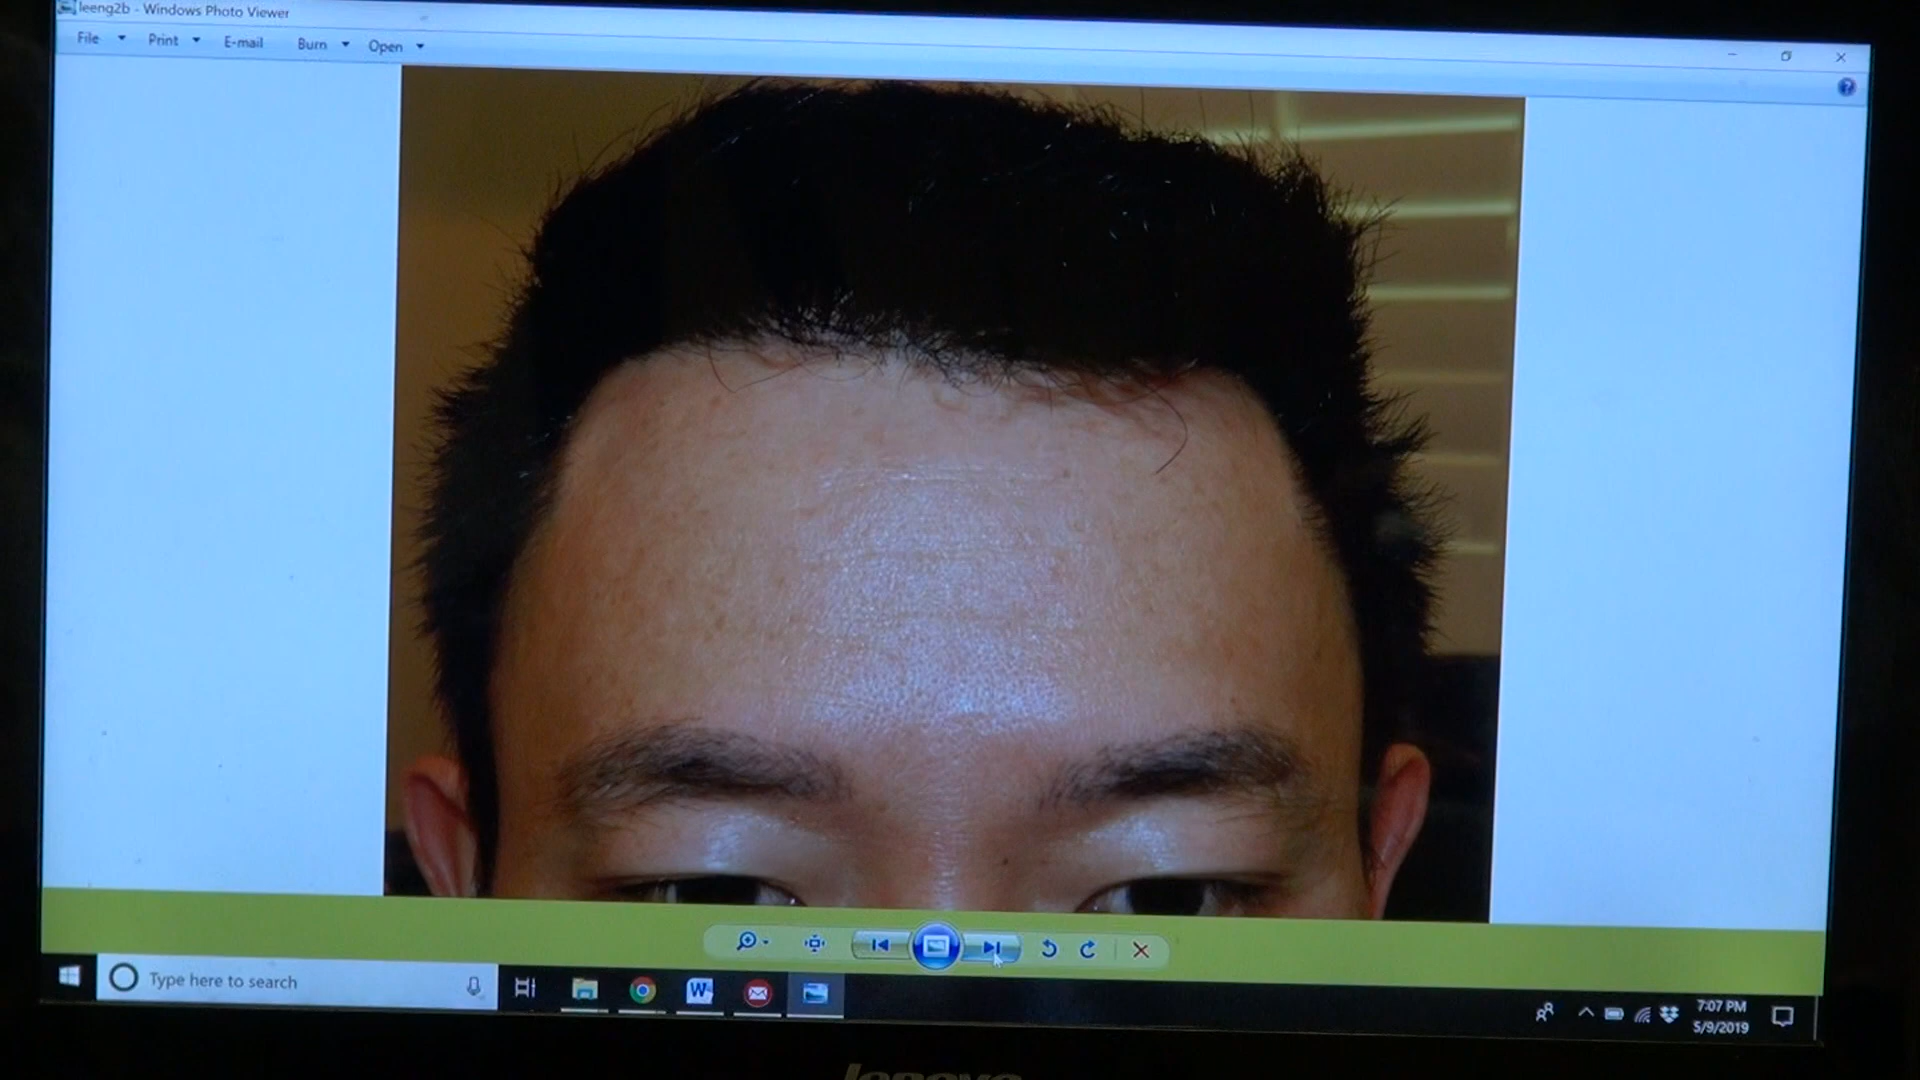 leeng2b - Windows Photo Viewer
File Print E-mail Burn Open
Type here to search
7:07 PM
5/9/2019
lenovo